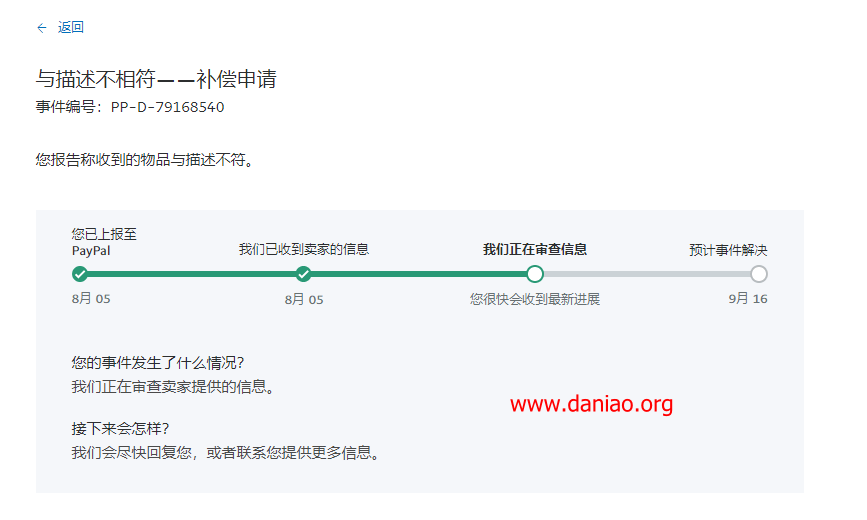 ← 返回
与描述不相符——补偿申请
事件编号：PP-D-79168540
您报告称收到的物品与描述不符。
您已上报至
PayPal
我们已收到卖家的信息
我们正在审查信息
预计事件解决
8月 05
8月 05
您很快会收到最新进展
9月 16
您的事件发生了什么情况？
我们正在审查卖家提供的信息。
www.daniao.org
接下来会怎样？
我们会尽快回复您，或者联系您提供更多信息。